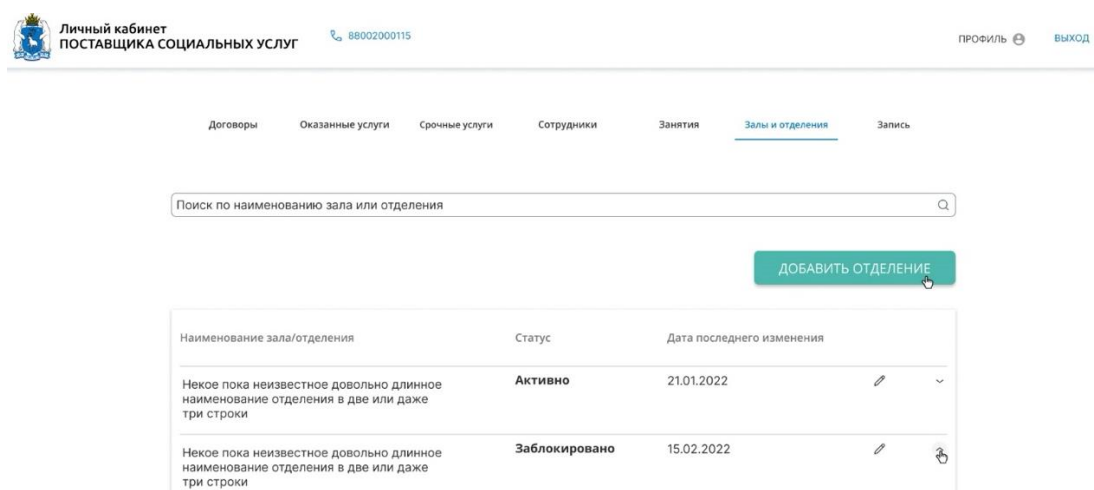 Личный кабинет
ПОСТАВЩИКА СОЦИАЛЬНЫХ УСЛУГ
88002000115
ПРОФИЛЬ
ВЫХОД
Договоры Оказанные услуги Срочные услуги Сотрудники Занятия Залы и отделения Запись
Поиск по наименованию зала или отделения
ДОБАВИТЬ ОТДЕЛЕНИЕ
Наименование зала/отделения Статус Дата последнего изменения
Некое пока неизвестное довольно длинное
наименование отделения в две или даже
три строки
Активно
21.01.2022
Некое пока неизвестное довольно длинное
наименование отделения в две или даже
три строки
Заблокировано
15.02.2022